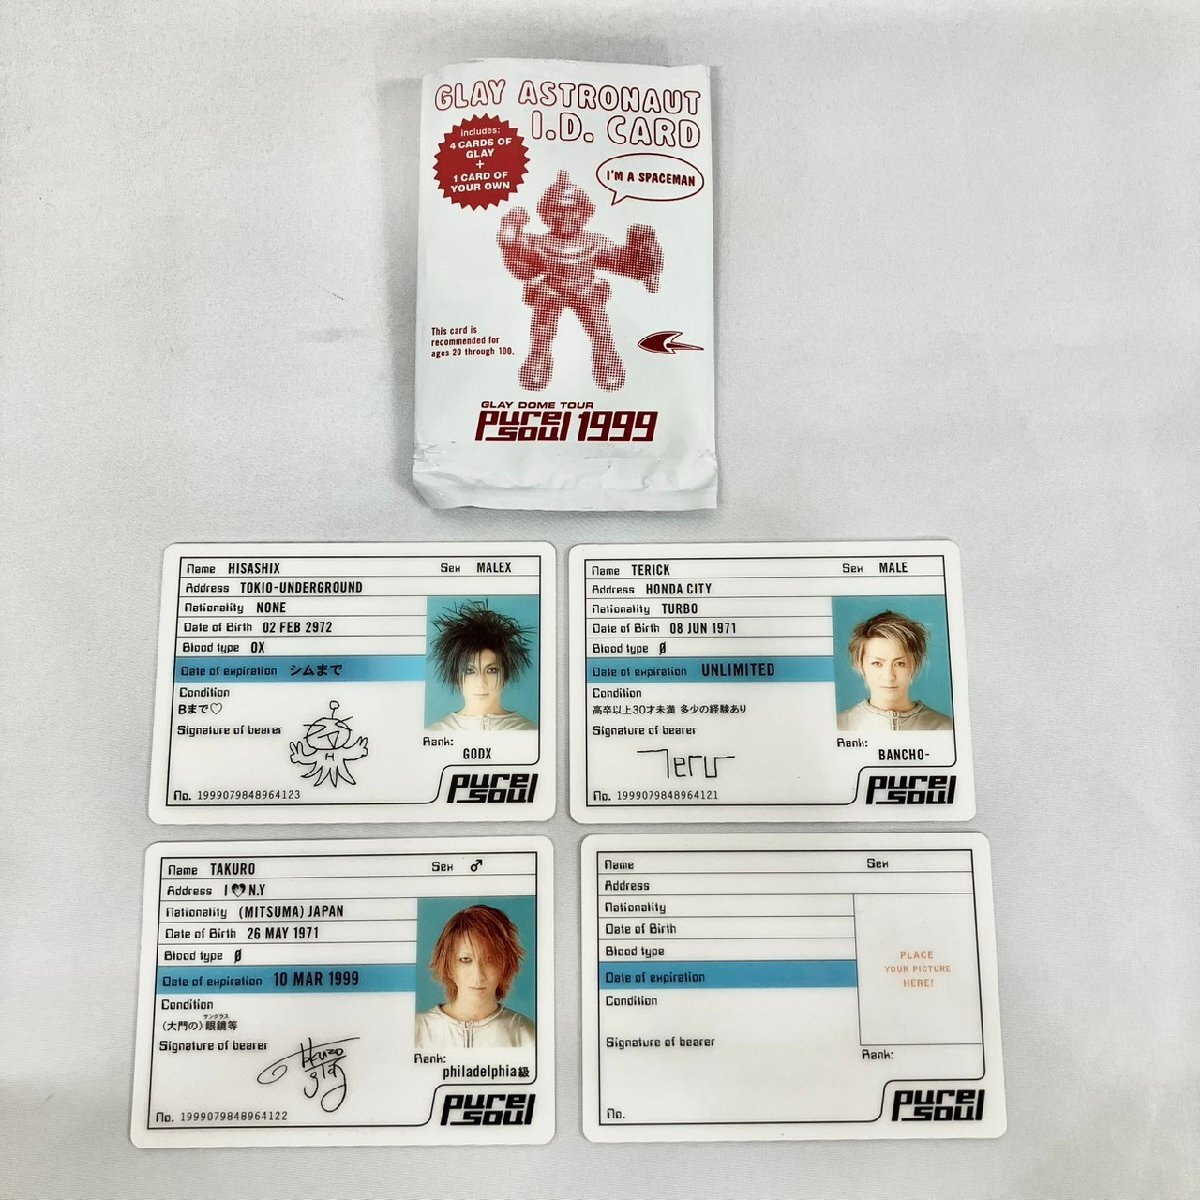 GLAY ASTRONAUT
I.D. CARD
includes:
4 CARDS OF
GLAY
+
1 CARD OF
YOUR OWN
I'M A SPACEMAN
This card is
recommended for
ages 20 through 100.
GLAY DOME TOUR
pure soul 1999
Name HISASHIX Sex MALEX
Address TOKIO-UNDERGROUND
Nationality NONE
Date of Birth 02 FEB 2972
Blood type OX
Date of expiration シムまで
Condition
Bまで♡
Signature of bearer
H
Rank:
GODX
No. 1999079848964123
pure soul
Name TERICK Sex MALE
Address HONDA CITY
Nationality TURBO
Date of Birth 08 JUN 1971
Blood type Ø
Date of expiration UNLIMITED
Condition
高卒以上30才未満 多少の経験あり
Signature of bearer
Teru
Rank:
BANCHO-
No. 1999079848964121
pure soul
Name TAKURO Sex ♂
Address I ♥ N.Y
Nationality (MITSUMA) JAPAN
Date of Birth 26 MAY 1971
Blood type Ø
Date of expiration 10 MAR 1999
Condition
サングラス
(大門の)眼鏡等
Signature of bearer
Rank:
philadelphia級
No. 1999079848964122
pure soul
Name Sex
Address
Nationality
Date of Birth
Blood type
Date of expiration
Condition
Signature of bearer
PLACE
YOUR PICTURE
HERE!
Rank:
No.
pure soul